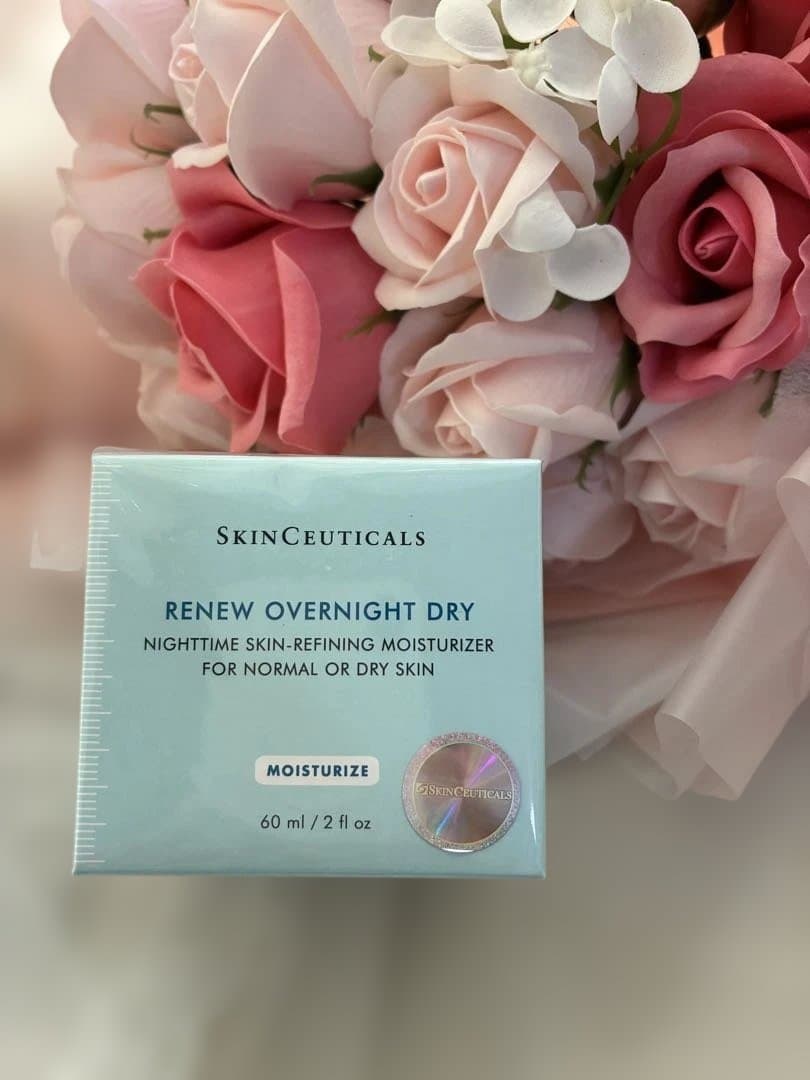 SKINCEUTICALS
RENEW OVERNIGHT DRY
NIGHTTIME SKIN-REFINING MOISTURIZER
FOR NORMAL OR DRY SKIN
MOISTURIZE
SKINCEUTICALS
60 ml / 2 fl oz